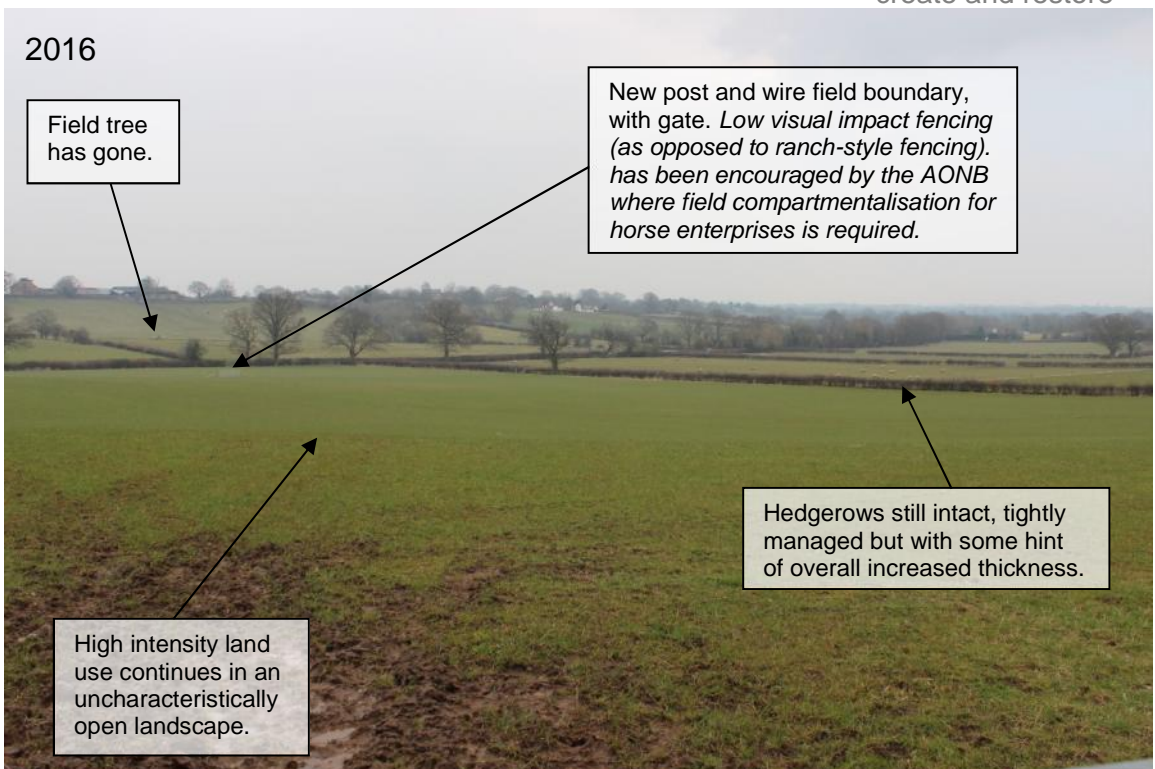 2016
Field tree
has gone.
New post and wire field boundary,
with gate. Low visual impact fencing
(as opposed to ranch-style fencing).
has been encouraged by the AONB
where field compartmentalisation for
horse enterprises is required.
Hedgerows still intact, tightly
managed but with some hint
of overall increased thickness.
High intensity land
use continues in an
uncharacteristically
open landscape.